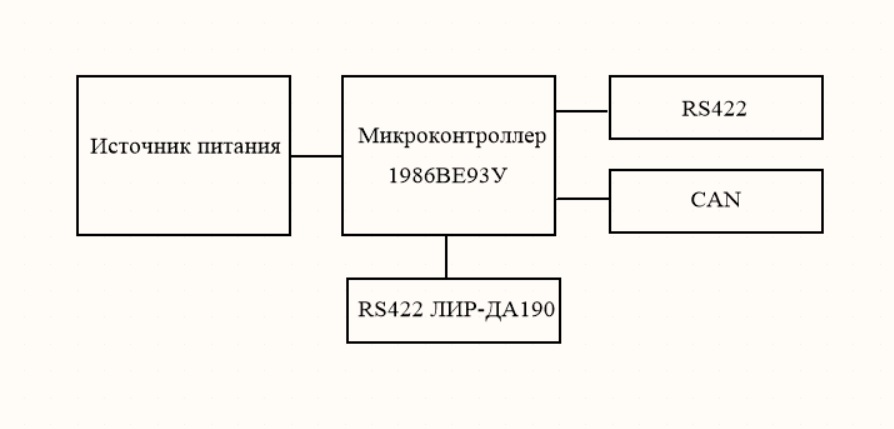 Источник питания
Микроконтроллер
1986ВЕ93У
RS422
CAN
RS422 ЛИР-ДА190